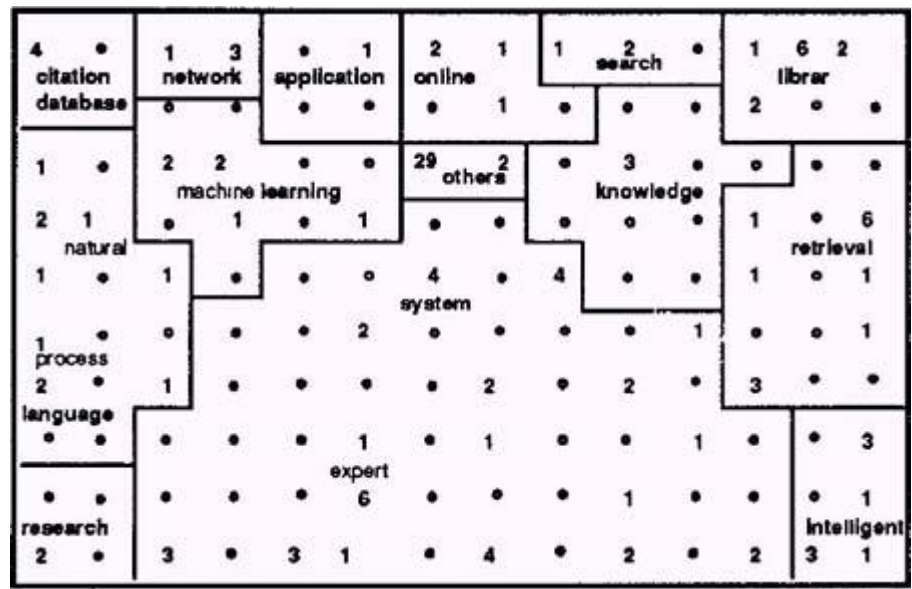 4 1 3 1 2 1 1 2 1 6 2
citation network application online search librar
database 1 2
1 2 2 29 2 3
machine learning others knowledge
2 1 1 1 1 6
natural retrieval
1 1 4 4 1 1
system
1 2 1 1
process
2 1 2 2 3
language
1 1 1 3
expert
6 1 1
research intelligent
2 3 3 1 4 2 2 3 1